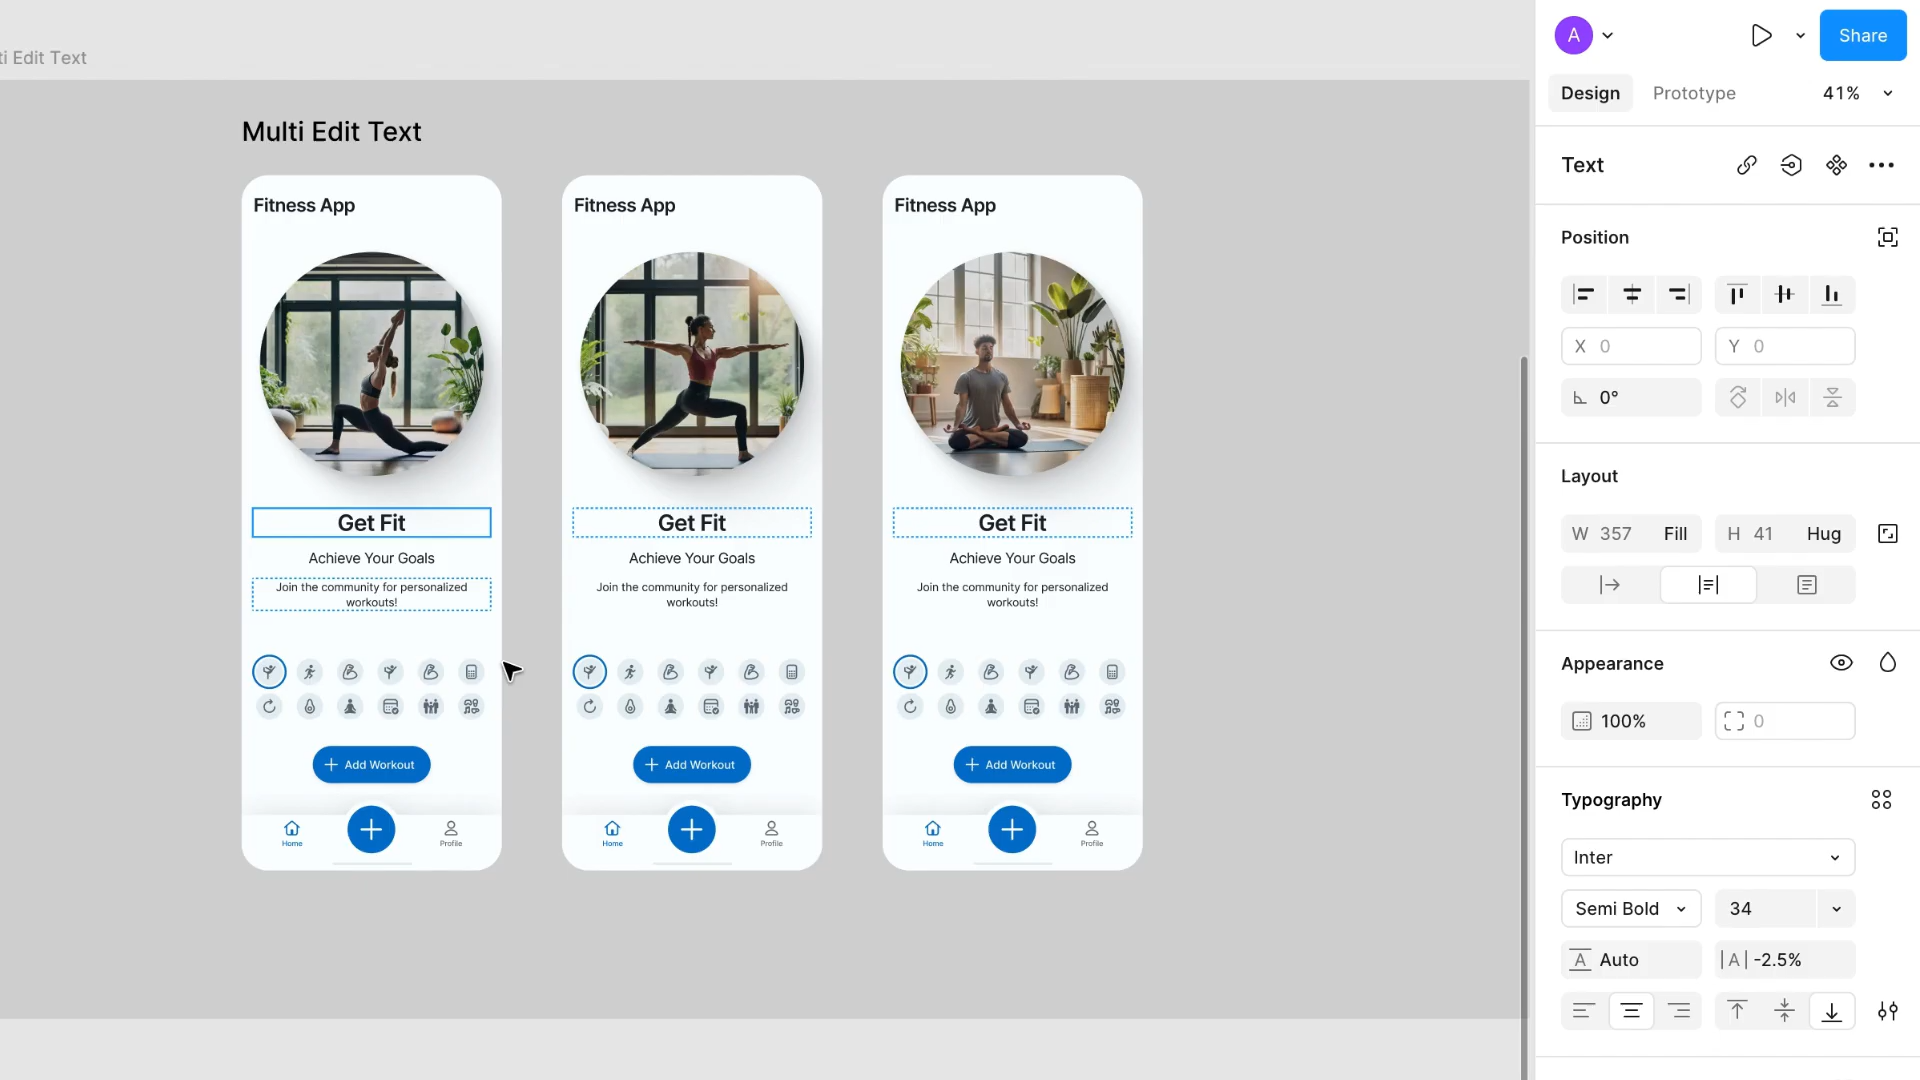 ti Edit Text
Multi Edit Text
Fitness App
Get Fit
Achieve Your Goals
Join the community for personalized
workouts!
Add Workout
Home
Profile
Fitness App
Get Fit
Achieve Your Goals
Join the community for personalized
workouts!
Add Workout
Home
Profile
Fitness App
Get Fit
Achieve Your Goals
Join the community for personalized
workouts!
Add Workout
Home
Profile
A
Share
Design Prototype 41%
Text
Position
X 0 Y 0
0°
Layout
W 357 Fill H 41 Hug
Appearance
100% 0
Typography
Inter
Semi Bold 34
A Auto |A| -2.5%